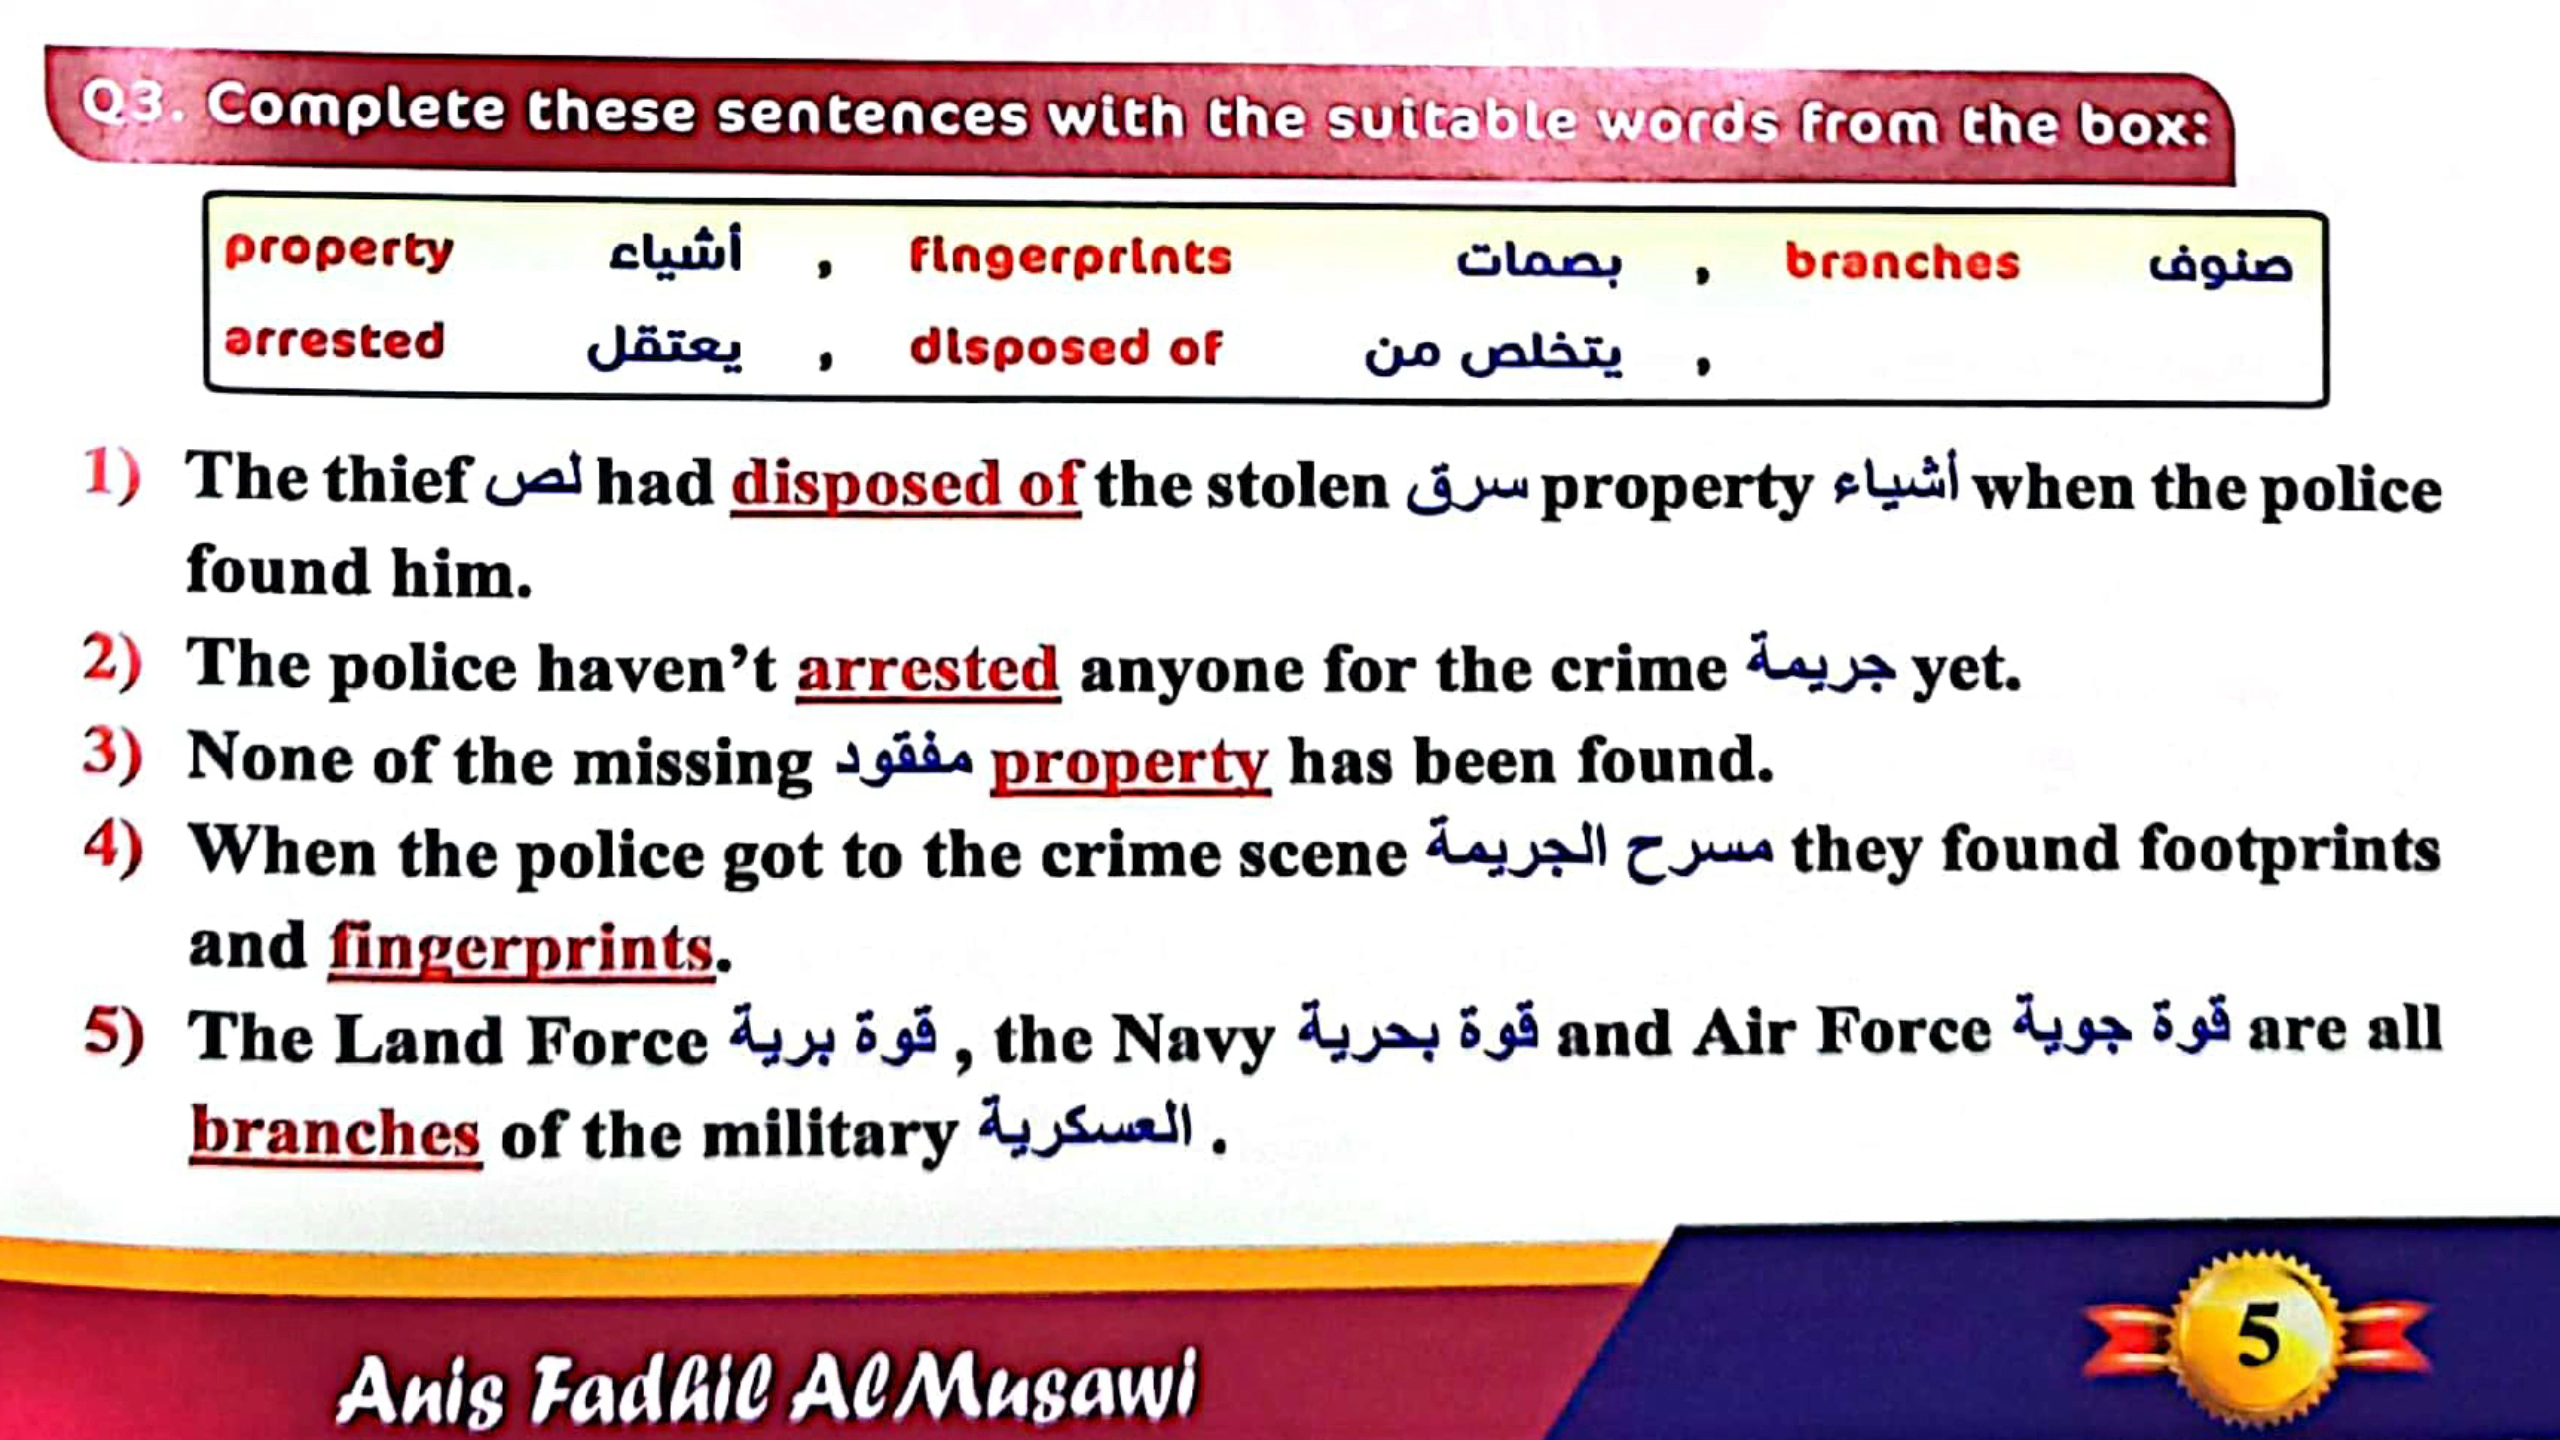 Q3. Complete these sentences with the suitable words from the box:
property أشياء , fingerprints بصمات , branches صنوف
arrested يعتقل , disposed of يتخلص من ,
1) The thief لص had disposed of the stolen سرق property أشياء when the police
found him.
2) The police haven't arrested anyone for the crime جريمة yet.
3) None of the missing مفقود property has been found.
4) When the police got to the crime scene مسرح الجريمة they found footprints
and fingerprints.
5) The Land Force قوة برية , the Navy قوة بحرية and Air Force قوة جوية are all
branches of the military العسكرية .
Anis Fadhil Al Musawi
5